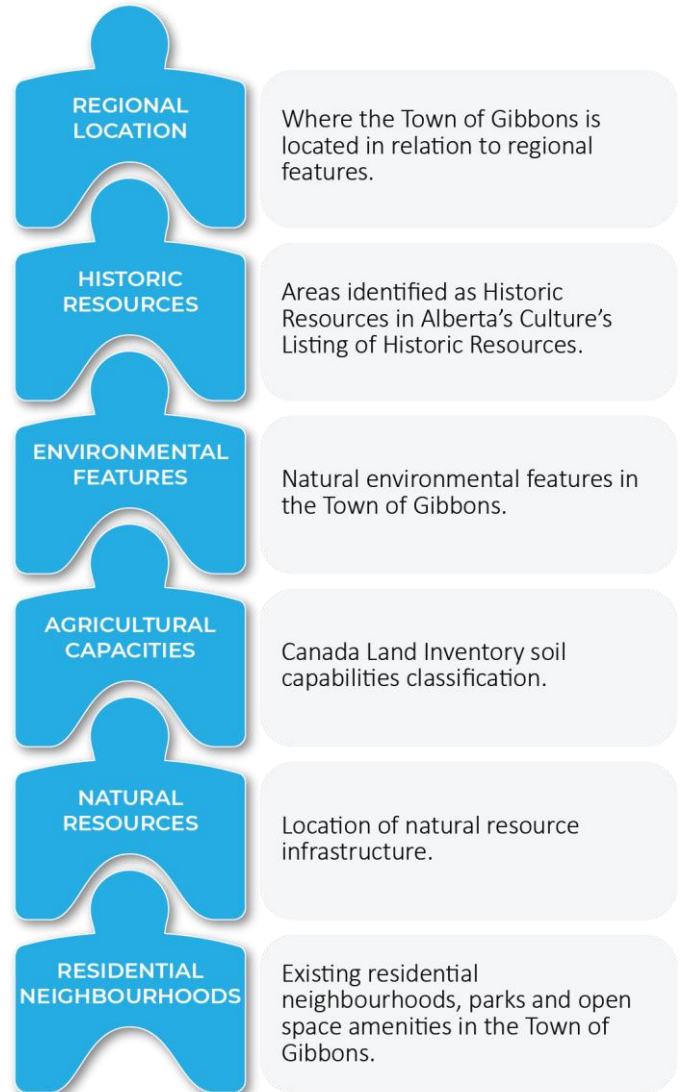 REGIONAL
LOCATION
Where the Town of Gibbons is
located in relation to regional
features.
HISTORIC
RESOURCES
Areas identified as Historic
Resources in Alberta’s Culture’s
Listing of Historic Resources.
ENVIRONMENTAL
FEATURES
Natural environmental features in
the Town of Gibbons.
AGRICULTURAL
CAPACITIES
Canada Land Inventory soil
capabilities classification.
NATURAL
RESOURCES
Location of natural resource
infrastructure.
RESIDENTIAL
NEIGHBOURHOODS
Existing residential
neighbourhoods, parks and open
space amenities in the Town of
Gibbons.